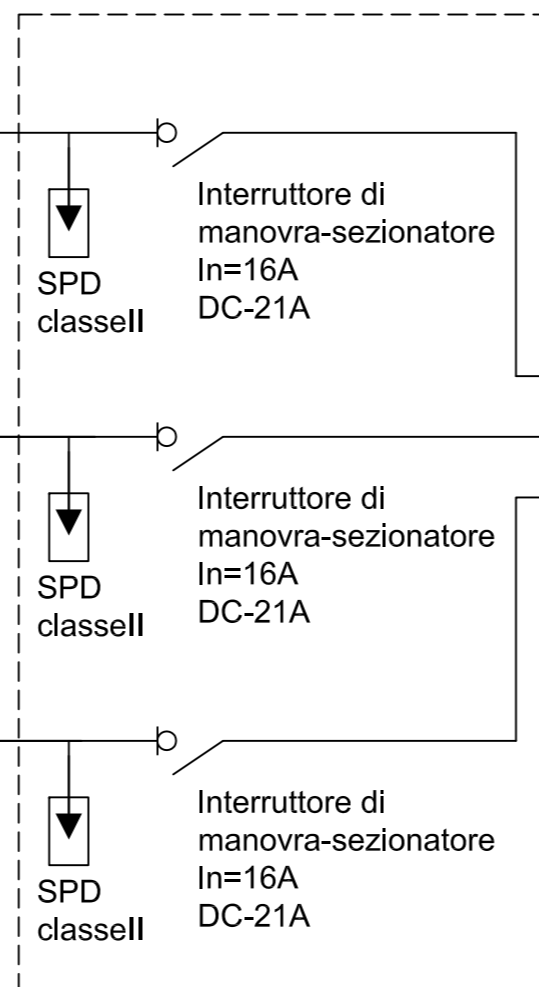 Interruttore di
manovra-sezionatore
In=16A
DC-21A
SPD
classeII
Interruttore di
manovra-sezionatore
In=16A
DC-21A
SPD
classeII
Interruttore di
manovra-sezionatore
In=16A
DC-21A
SPD
classeII